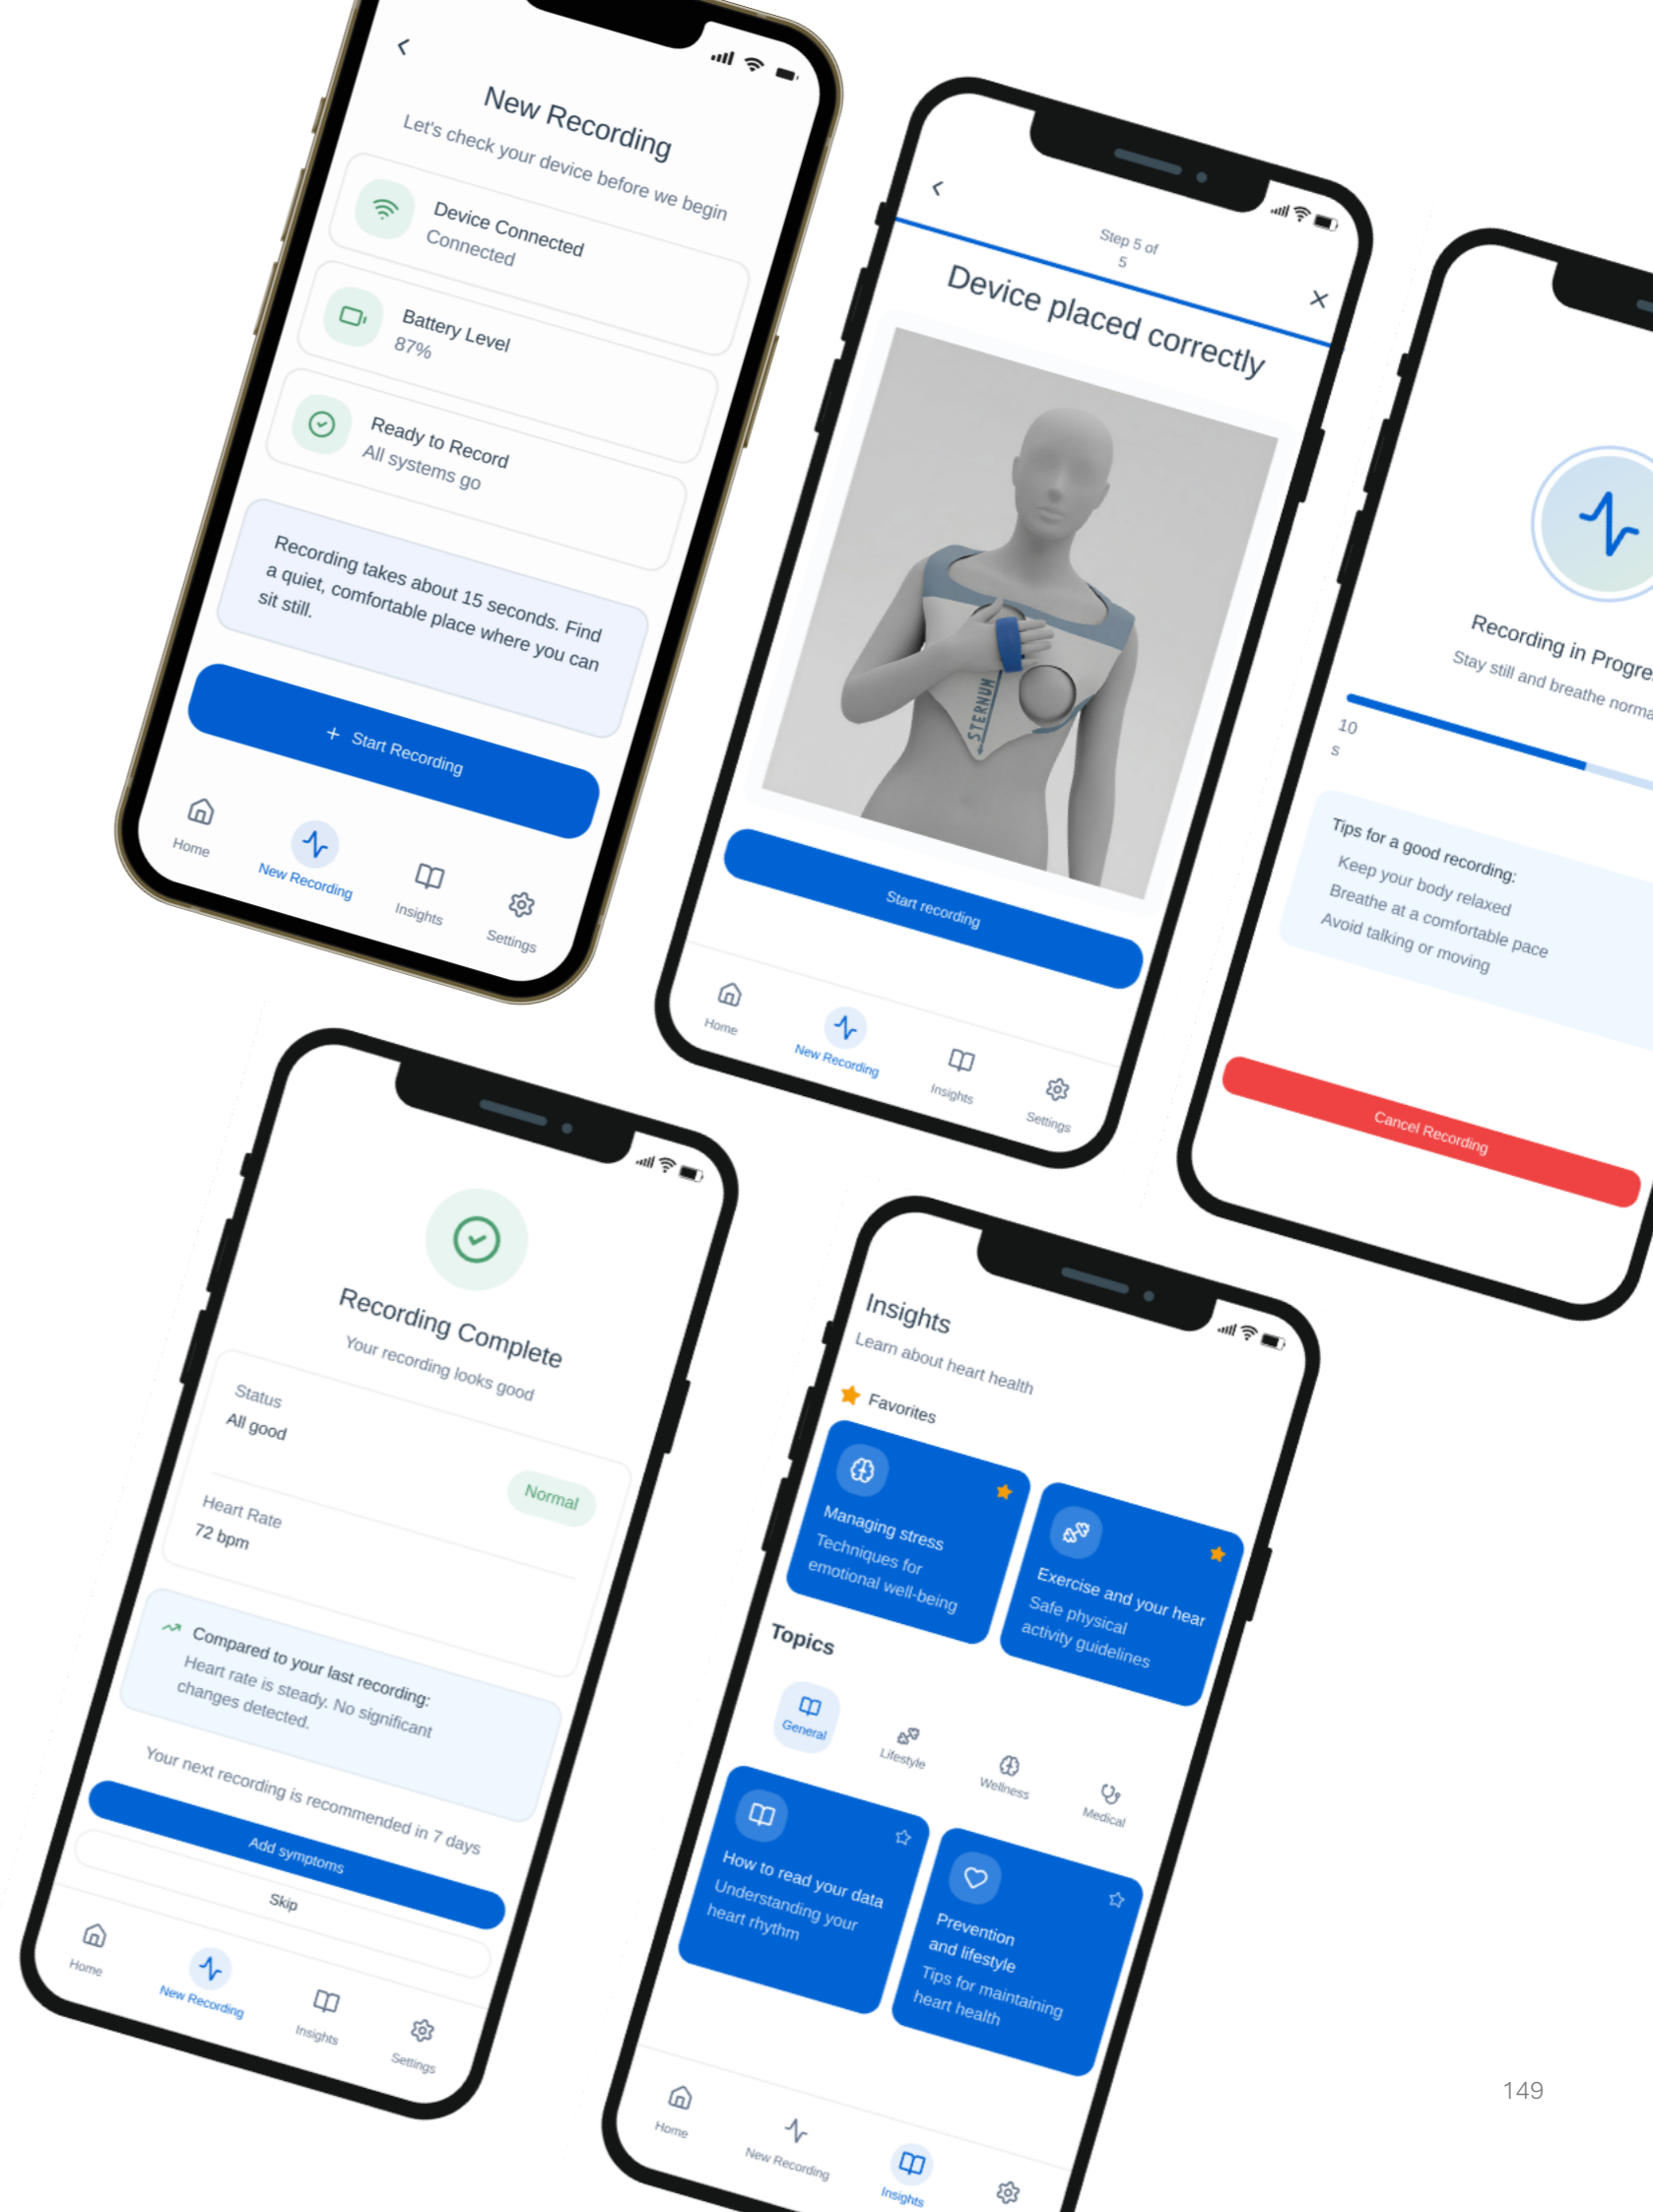 New Recording
Let's check your device before we begin
Device Connected
Connected
Battery Level
87%
Ready to Record
All systems go
Recording takes about 15 seconds. Find
a quiet, comfortable place where you can
sit still.
+ Start Recording
Home
New Recording
Insights
Settings
Step 5 of
5
Device placed correctly
STERNUM
Start recording
Home
New Recording
Insights
Settings
Recording in Progre
Stay still and breathe norma
10
s
Tips for a good recording:
Keep your body relaxed
Breathe at a comfortable pace
Avoid talking or moving
Cancel Recording
Recording Complete
Your recording looks good
Status
All good
Normal
Heart Rate
72 bpm
Compared to your last recording:
Heart rate is steady. No significant
changes detected.
Your next recording is recommended in 7 days
Add symptoms
Skip
Home
New Recording
Insights
Settings
Insights
Learn about heart health
Favorites
Managing stress
Techniques for
emotional well-being
Exercise and your hear
Safe physical
activity guidelines
Topics
General
Lifestyle
Wellness
Medical
How to read your data
Understanding your
heart rhythm
Prevention
and lifestyle
Tips for maintaining
heart health
Home
New Recording
Insights
149